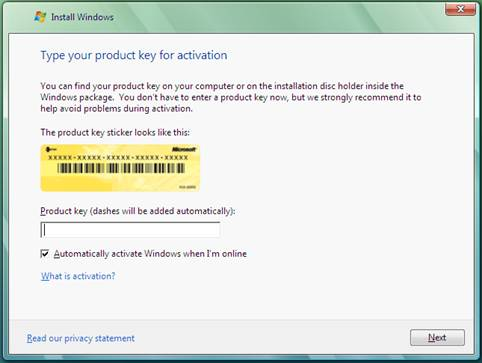 Install Windows
Type your product key for activation
You can find your product key on your computer or on the installation disc holder inside the
Windows package. You don't have to enter a product key now, but we strongly recommend it to
help avoid problems during activation.
The product key sticker looks like this:
Microsoft
XXXXX-XXXXX-XXXXX-XXXXX-XXXXX
Product key (dashes will be added automatically):
Automatically activate Windows when I'm online
What is activation?
Read our privacy statement
Next